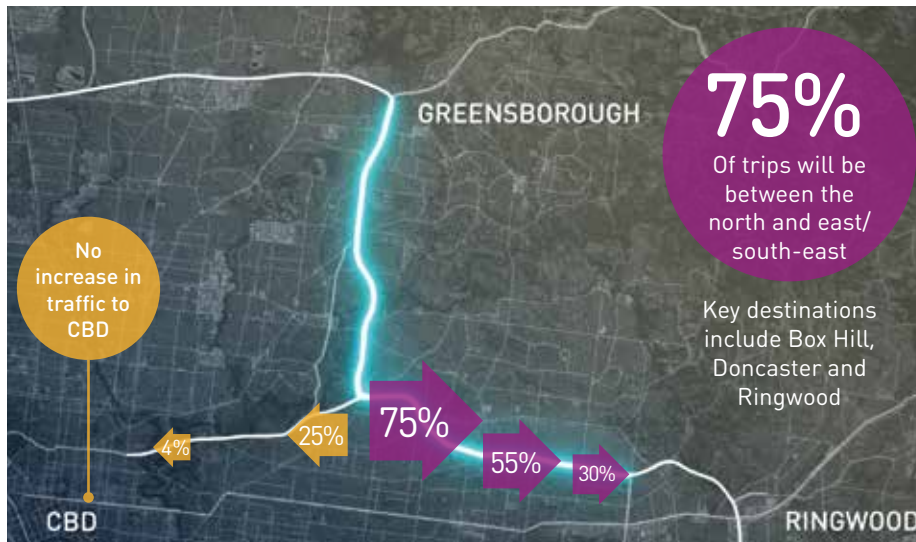 GREENSBOROUGH
75%
Of trips will be
between the
north and east/
south-east
No
increase in
traffic to
CBD
Key destinations
include Box Hill,
Doncaster and
Ringwood
4%
25%
75%
55%
30%
CBD
RINGWOOD